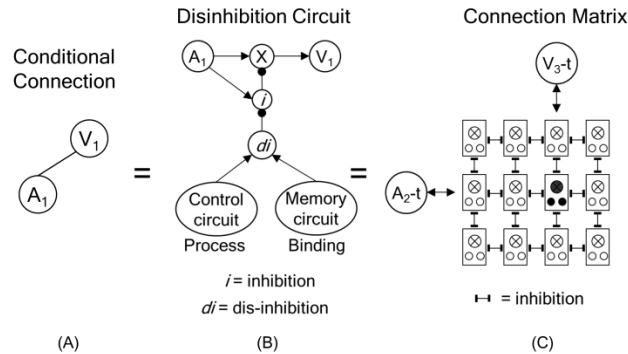 Conditional
Connection
V1
A1
=
Disinhibition Circuit
A1
X
V1
i
di
Control
circuit
Memory
circuit
Process
Binding
i = inhibition
di = dis-inhibition
=
Connection Matrix
V3-t
A2-t
= inhibition
(A)
(B)
(C)